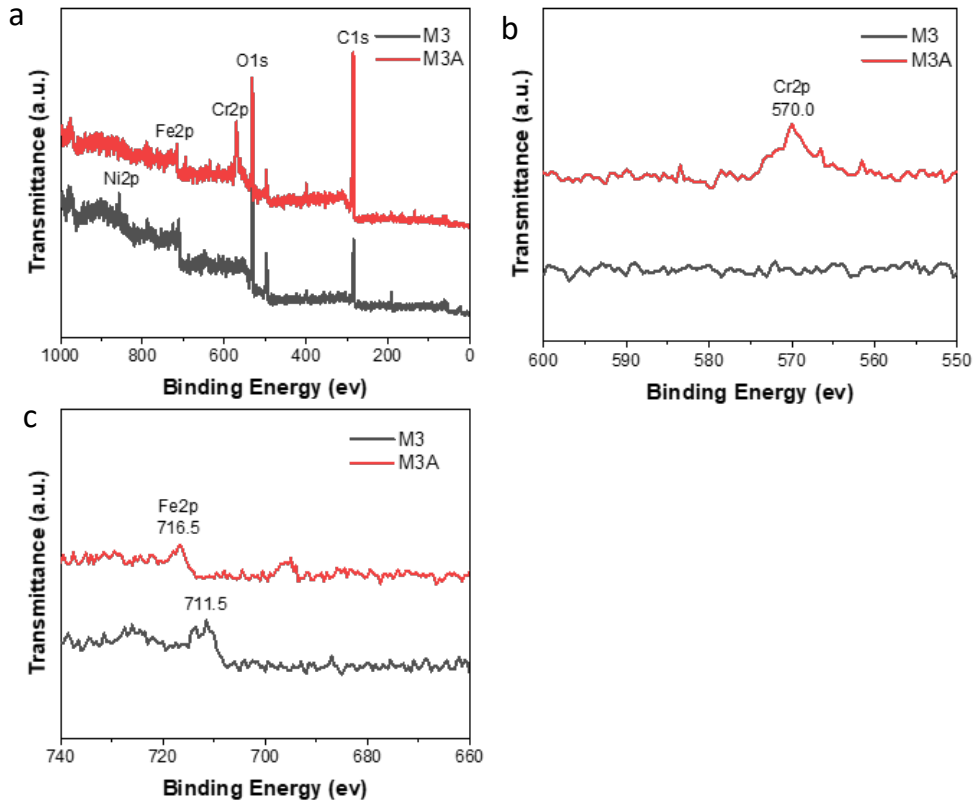 a
M3
M3A
C1s
O1s
Cr2p
Fe2p
Ni2p
Transmittance (a.u.)
1000 800 600 400 200 0
Binding Energy (ev)
b
M3
M3A
Cr2p
570.0
Transmittance (a.u.)
600 590 580 570 560 550
Binding Energy (ev)
c
M3
M3A
Fe2p
716.5
711.5
Transmittance (a.u.)
740 720 700 680 660
Binding Energy (ev)